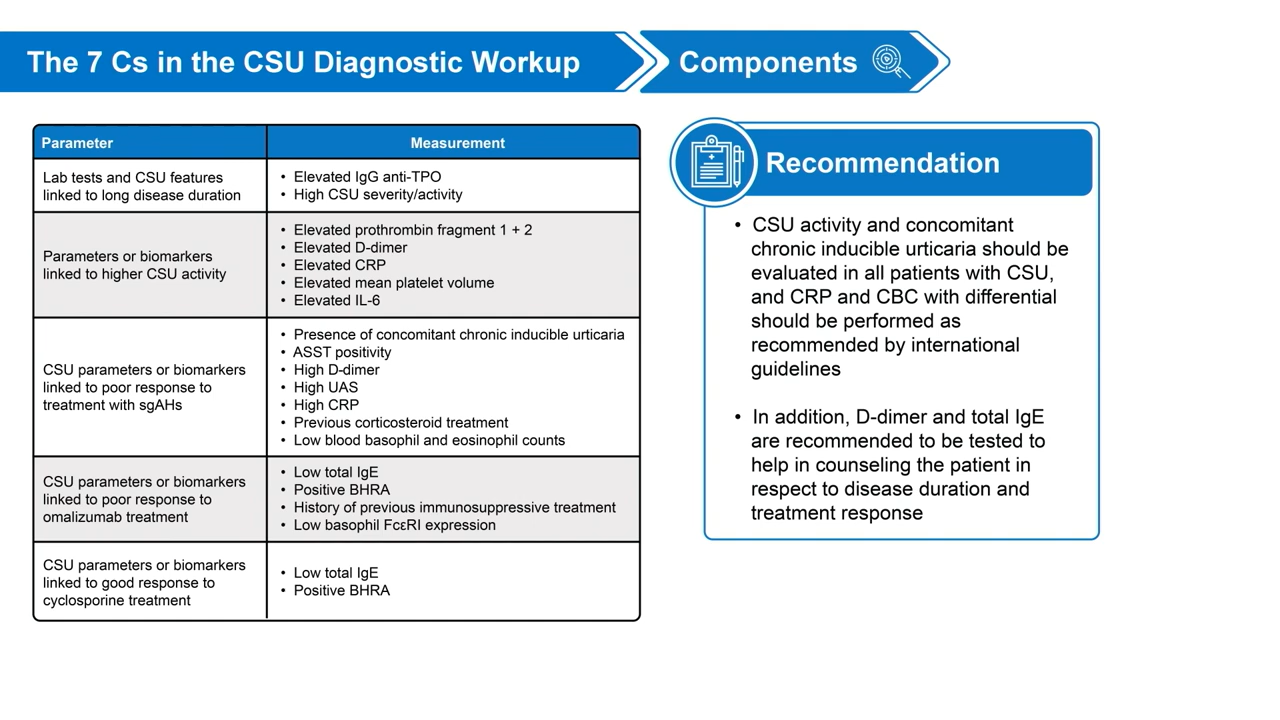 The 7 Cs in the CSU Diagnostic Workup
Components
Parameter
Measurement
Lab tests and CSU features
linked to long disease duration
• Elevated IgG anti-TPO
• High CSU severity/activity
Parameters or biomarkers
linked to higher CSU activity
• Elevated prothrombin fragment 1 + 2
• Elevated D-dimer
• Elevated CRP
• Elevated mean platelet volume
• Elevated IL-6
CSU parameters or biomarkers
linked to poor response to
treatment with sgAHs
• Presence of concomitant chronic inducible urticaria
• ASST positivity
• High D-dimer
• High UAS
• High CRP
• Previous corticosteroid treatment
• Low blood basophil and eosinophil counts
CSU parameters or biomarkers
linked to poor response to
omalizumab treatment
• Low total IgE
• Positive BHRA
• History of previous immunosuppressive treatment
• Low basophil FcεRI expression
CSU parameters or biomarkers
linked to good response to
cyclosporine treatment
• Low total IgE
• Positive BHRA
Recommendation
• CSU activity and concomitant
chronic inducible urticaria should be
evaluated in all patients with CSU,
and CRP and CBC with differential
should be performed as
recommended by international
guidelines
• In addition, D-dimer and total IgE
are recommended to be tested to
help in counseling the patient in
respect to disease duration and
treatment response